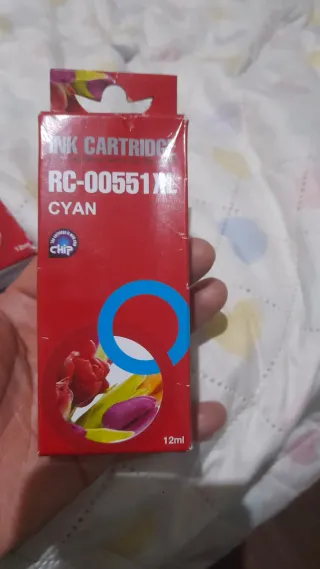 INK CARTRIDGE
RC-00551XL
CYAN
CHIP
12ml